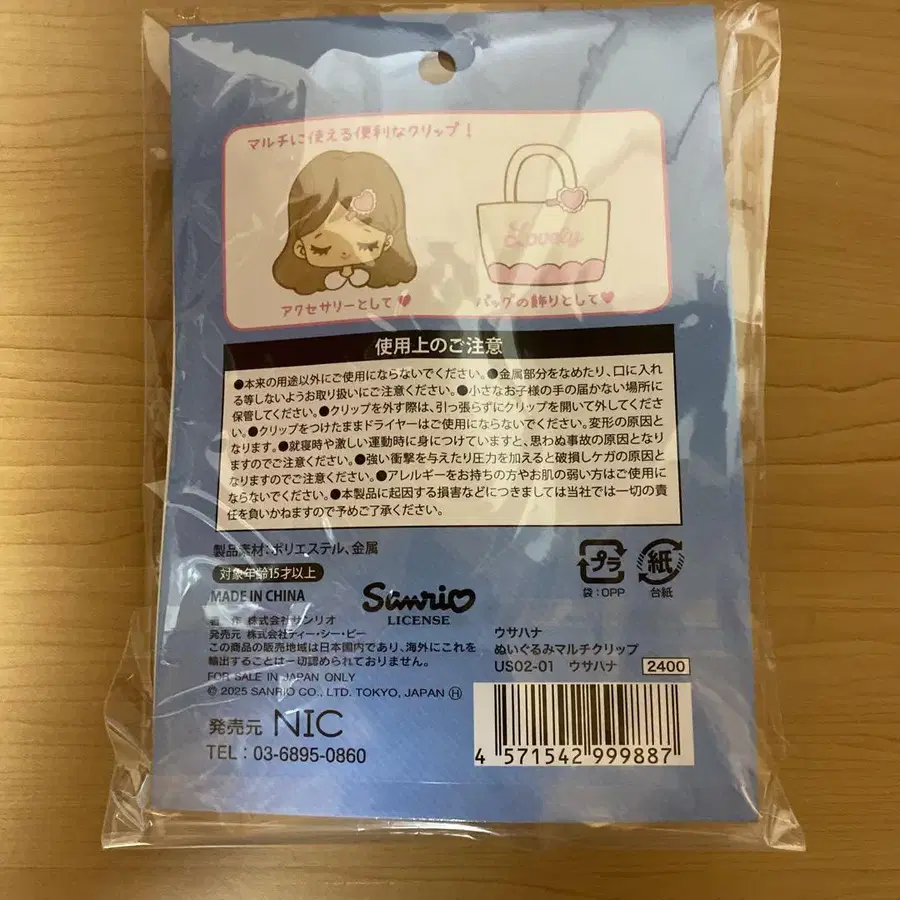 マルチに使える便利なクリップ!
Lovely
アクセサリーとして♥
バッグの飾りとして♥
使用上のご注意
●本来の用途以外にご使用にならないでください。●金属部分をなめたり、口に入れ
る等しないようお取り扱いにご注意ください。●小さなお子様の手の届かない場所に
保管してください。●クリップを外す際は、引っ張らずにクリップを開いて外してくださ
い。●クリップをつけたままドライヤーはご使用にならないでください。変形の原因と
なります。●就寝時や激しい運動時に身につけていますと、思わぬ事故の原因となり
ますのでご注意ください。●強い衝撃を与えたり圧力を加えると破損しケガの原因と
なりますのでご注意ください。●アレルギーをお持ちの方やお肌の弱い方はご使用に
ならないでください。●本製品に起因する損害などにつきましては当社では一切の責
任を負いかねますので予めご了承ください。
製品素材:ポリエステル、金属
対象年齢15才以上
MADE IN CHINA
Sanrio
LICENSE
プラ
袋:OPP
紙
台紙
著 作 株式会社サンリオ
発売元 株式会社ティー・シー・ピー
この商品の販売地域は日本国内であり、海外にこれを
輸出することは一切認められておりません。
FOR SALE IN JAPAN ONLY
© 2025 SANRIO CO., LTD. TOKYO, JAPAN Ⓗ
発売元 NIC
TEL:03-6895-0860
ウサハナ
ぬいぐるみマルチクリップ
US02-01 ウサハナ 2400
4 571542 999887